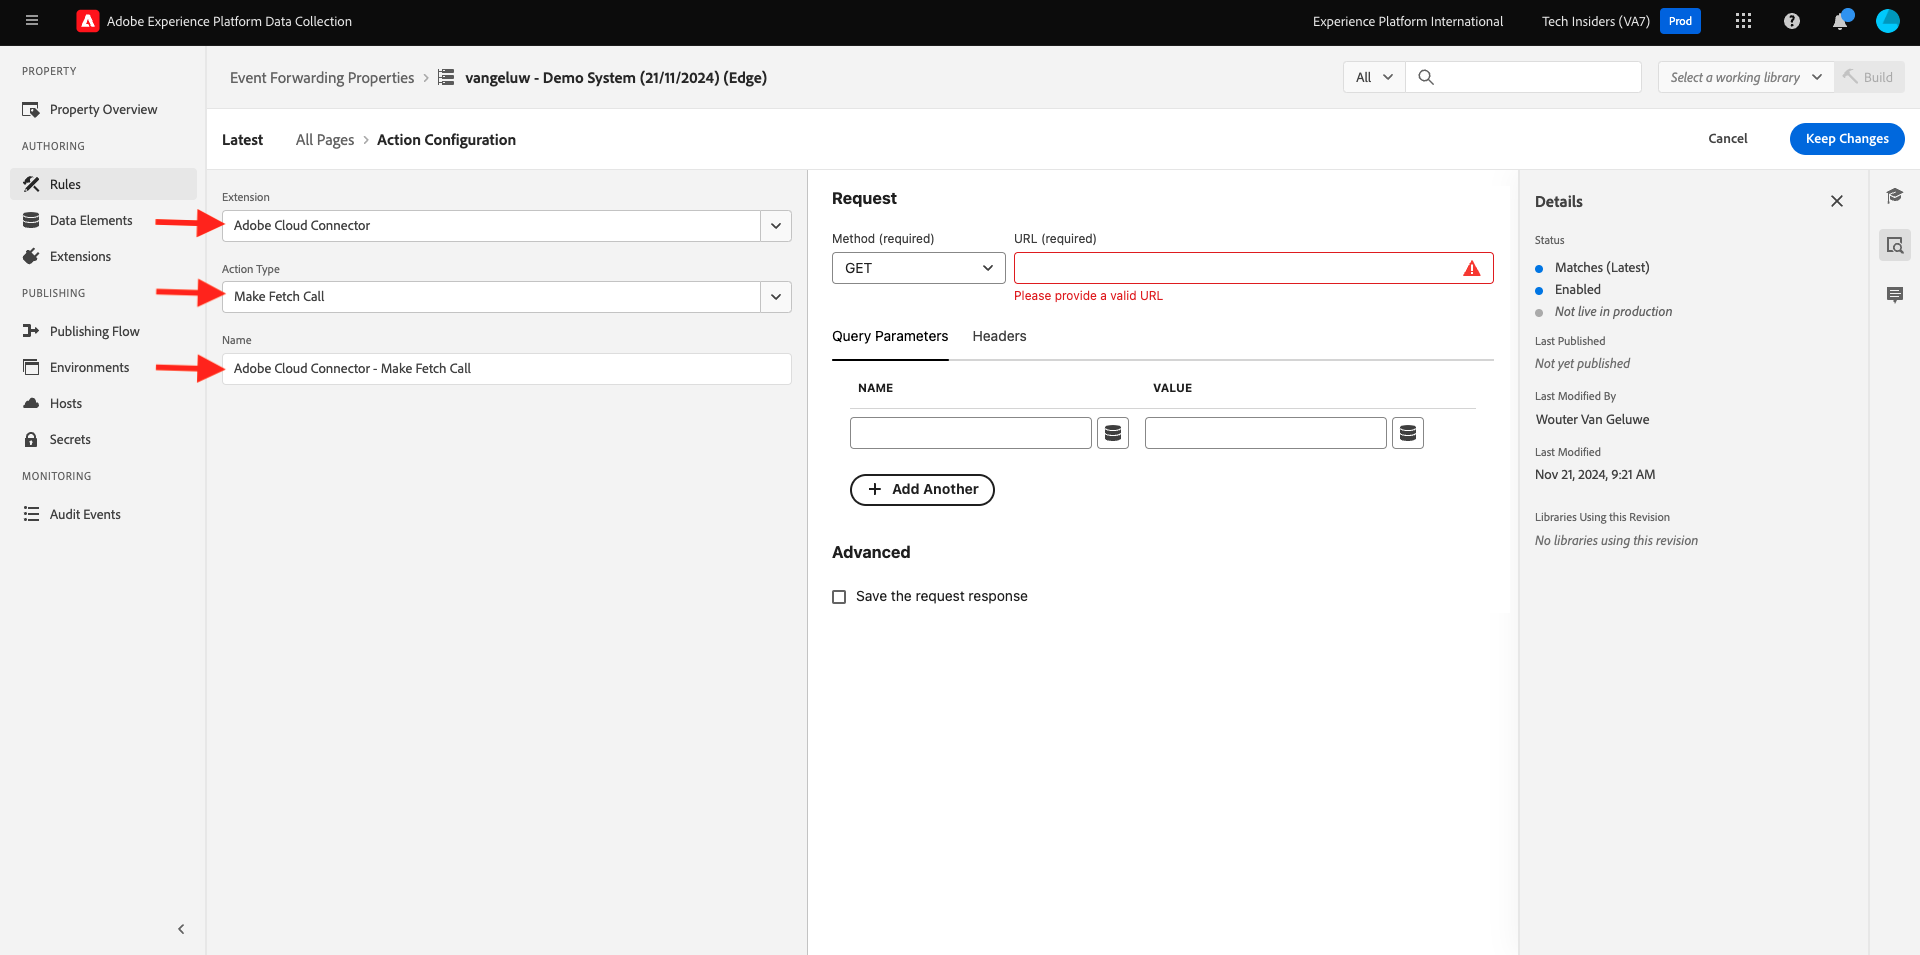 Adobe Experience Platform Data Collection
Experience Platform International
Tech Insiders (VA7)
Prod
PROPERTY
Property Overview
AUTHORING
Rules
Data Elements
Extensions
PUBLISHING
Publishing Flow
Environments
Hosts
Secrets
MONITORING
Audit Events
Event Forwarding Properties
vangeluw - Demo System (21/11/2024) (Edge)
All
Select a working library
Build
Latest
All Pages
Action Configuration
Cancel
Keep Changes
Extension
Adobe Cloud Connector
Action Type
Make Fetch Call
Name
Adobe Cloud Connector - Make Fetch Call
Request
Method (required)
URL (required)
GET
Please provide a valid URL
Query Parameters
Headers
NAME
VALUE
Add Another
Advanced
Save the request response
Details
Status
Matches (Latest)
Enabled
Not live in production
Last Published
Not yet published
Last Modified By
Wouter Van Geluwe
Last Modified
Nov 21, 2024, 9:21 AM
Libraries Using this Revision
No libraries using this revision